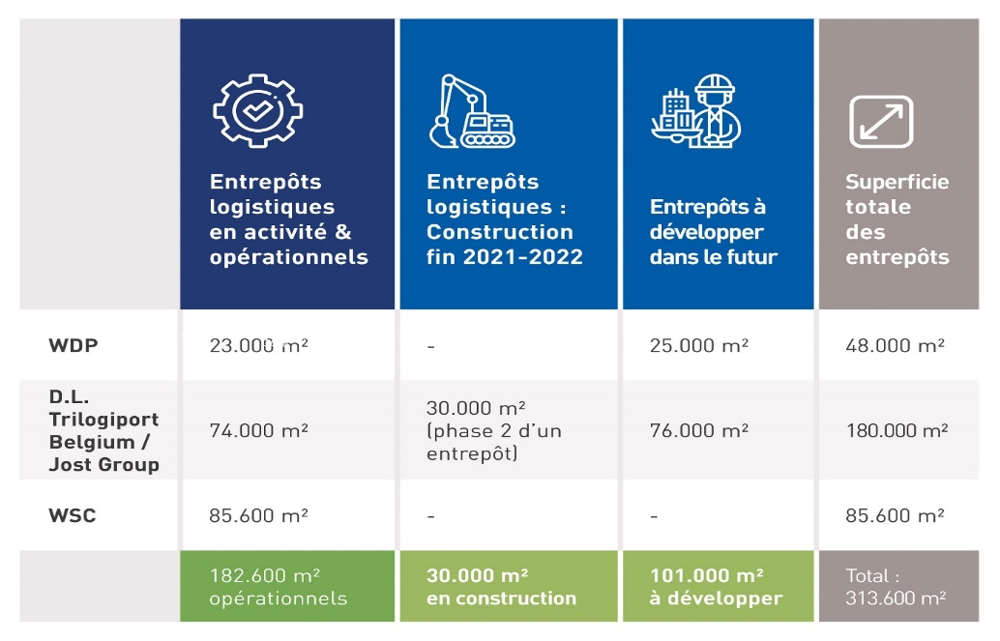 Entrepôts
logistiques
en activité &
opérationnels
Entrepôts
logistiques :
Construction
fin 2021-2022
Entrepôts à
développer
dans le futur
Superficie
totale
des
entrepôts
WDP
23.000 m²
-
25.000 m²
48.000 m²
D.L.
Trilogiport
Belgium /
Jost Group
74.000 m²
30.000 m²
(phase 2 d'un
entrepôt)
76.000 m²
180.000 m²
WSC
85.600 m²
-
-
85.600 m²
182.600 m²
opérationnels
30.000 m²
en construction
101.000 m²
à développer
Total :
313.600 m²